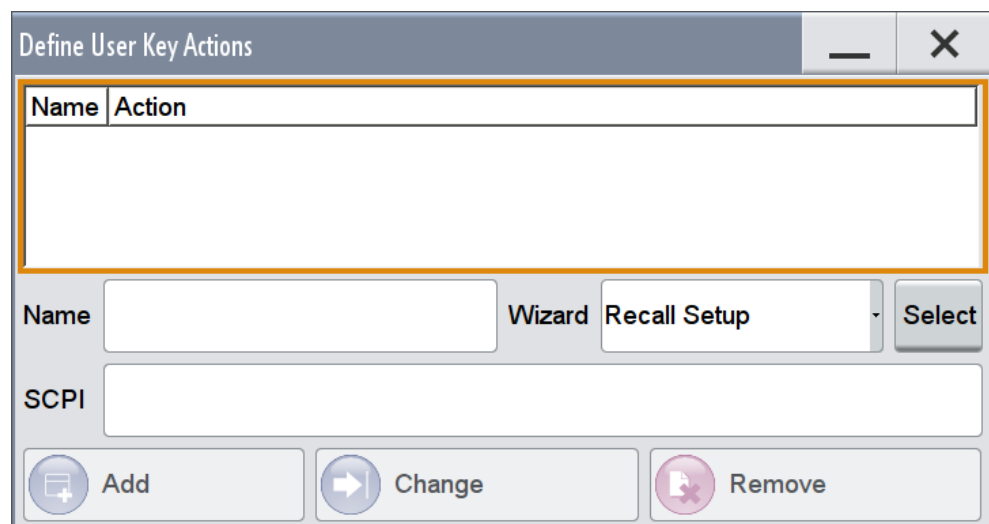 Define User Key Actions
Name Action
Name Wizard Recall Setup Select
SCPI
Add Change Remove